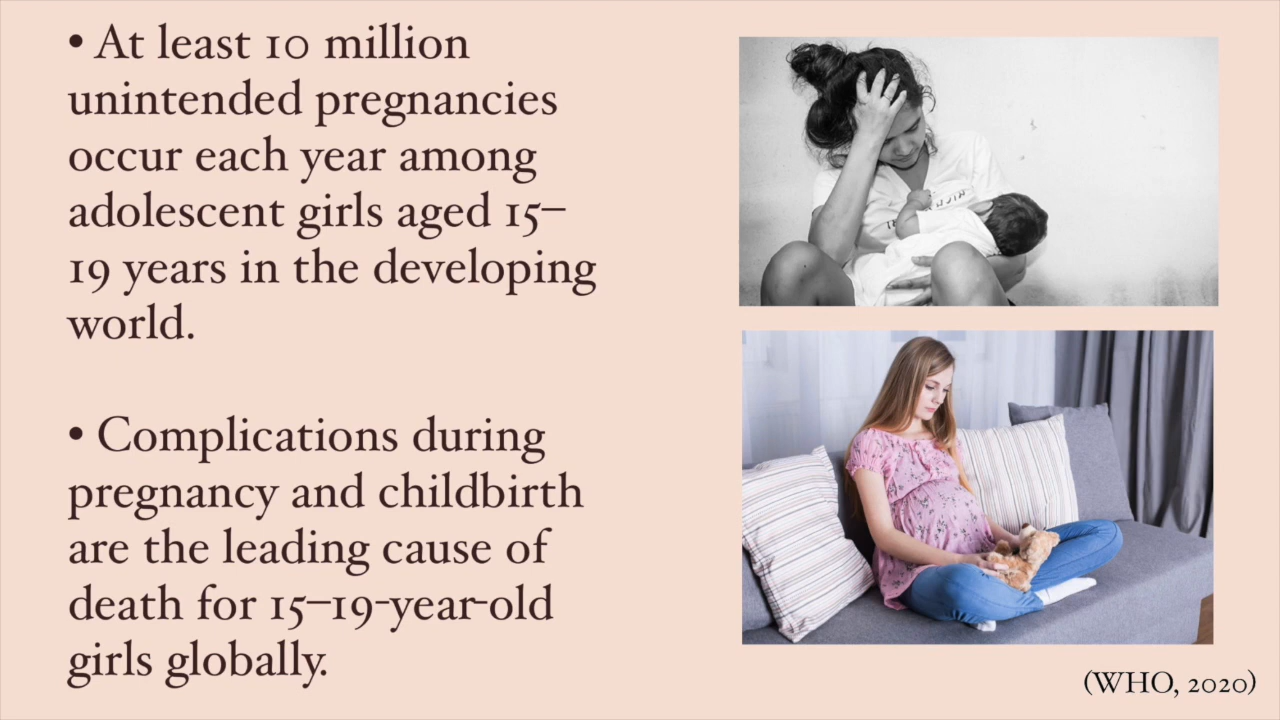 • At least 10 million
unintended pregnancies
occur each year among
adolescent girls aged 15–
19 years in the developing
world.
• Complications during
pregnancy and childbirth
are the leading cause of
death for 15–19-year-old
girls globally.
(WHO, 2020)